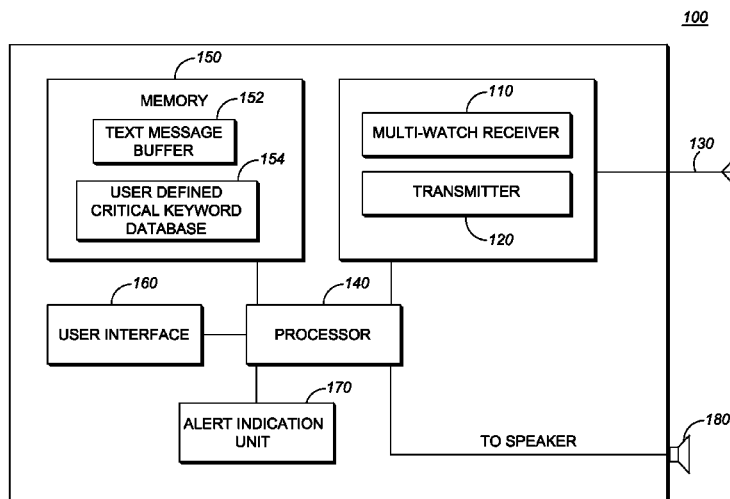 100
150
MEMORY
152
TEXT MESSAGE
BUFFER
154
USER DEFINED
CRITICAL KEYWORD
DATABASE
110
MULTI-WATCH RECEIVER
TRANSMITTER
120
130
160
USER INTERFACE
140
PROCESSOR
170
ALERT INDICATION
UNIT
TO SPEAKER
180